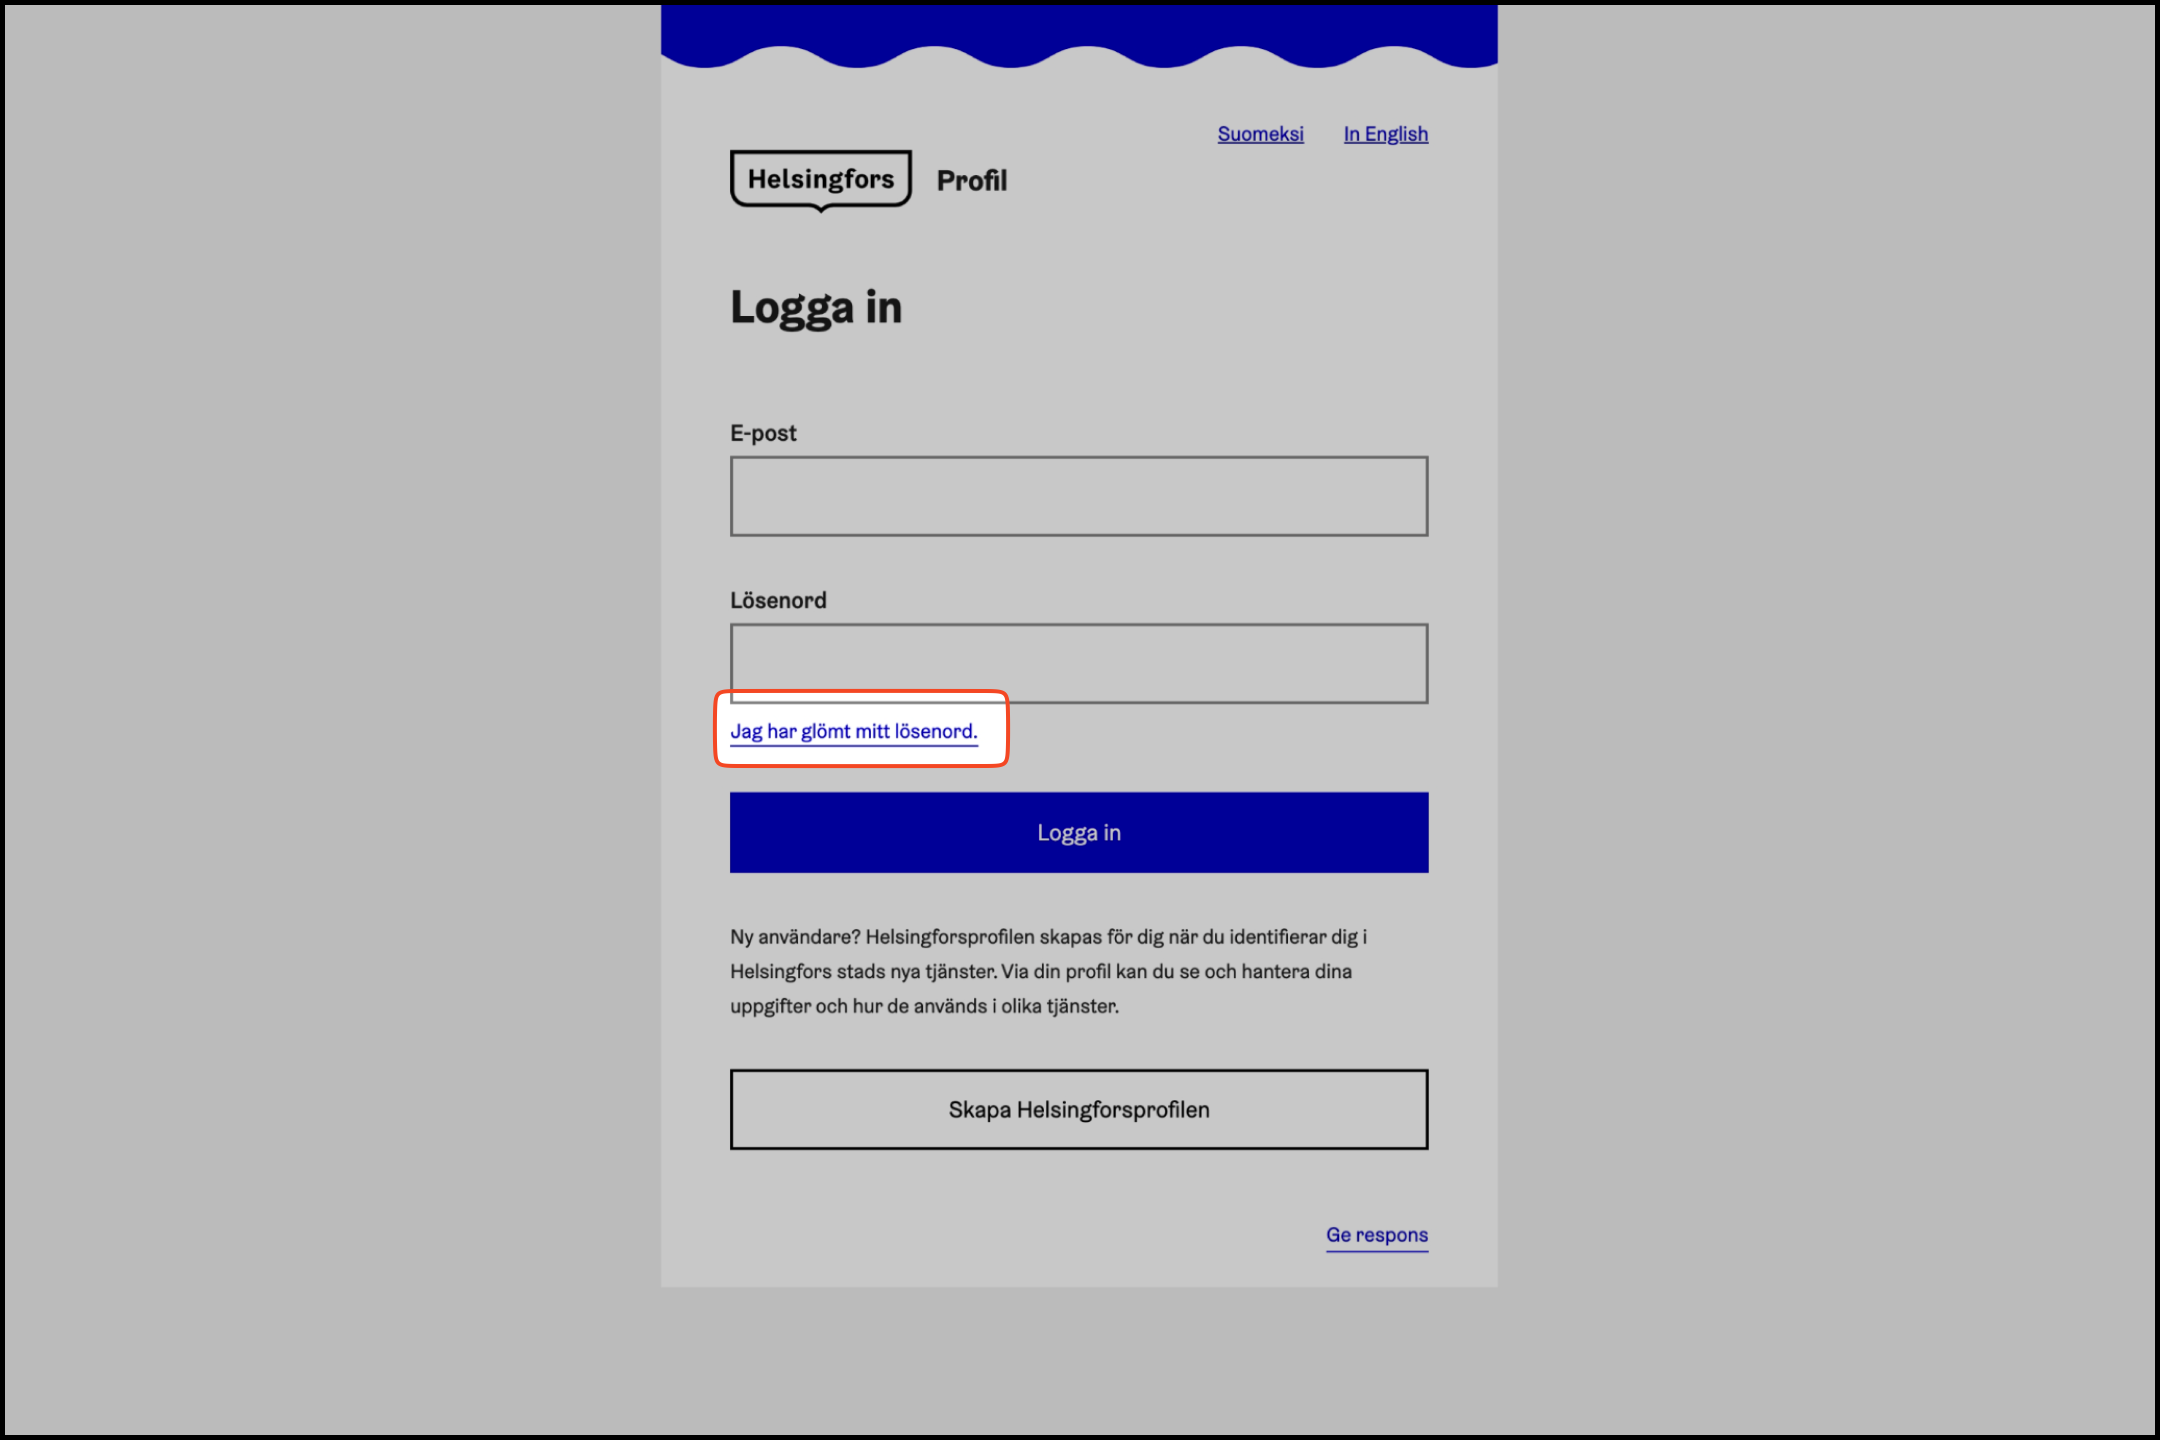 Suomeksi In English
Helsingfors Profil
Logga in
E-post
Lösenord
Jag har glömt mitt lösenord.
Logga in
Ny användare? Helsingforsprofilen skapas för dig när du identifierar dig i
Helsingfors stads nya tjänster. Via din profil kan du se och hantera dina
uppgifter och hur de används i olika tjänster.
Skapa Helsingforsprofilen
Ge respons